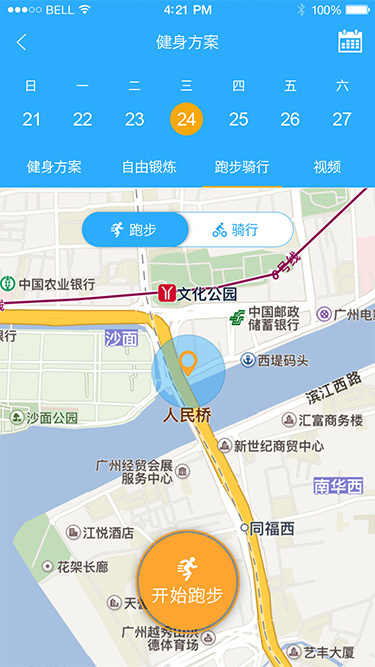 BELL 4:21 PM 100%
健身方案
日 一 二 三 四 五 六
21 22 23 24 25 26 27
健身方案 自由锻炼 跑步骑行 视频
跑步 骑行
6号线
中国农业银行
文化公园
线
中国邮政
储蓄银行
广州电影
银行
沙面
西堤码头
滨江西路
沙面公园
人民桥
汇富商务楼
新世纪商贸中心
广州经贸会展
服务中心
南华西
江悦酒店
同福西
花架长廊
开始跑步
广州越秀山
德体育场
艺丰大厦